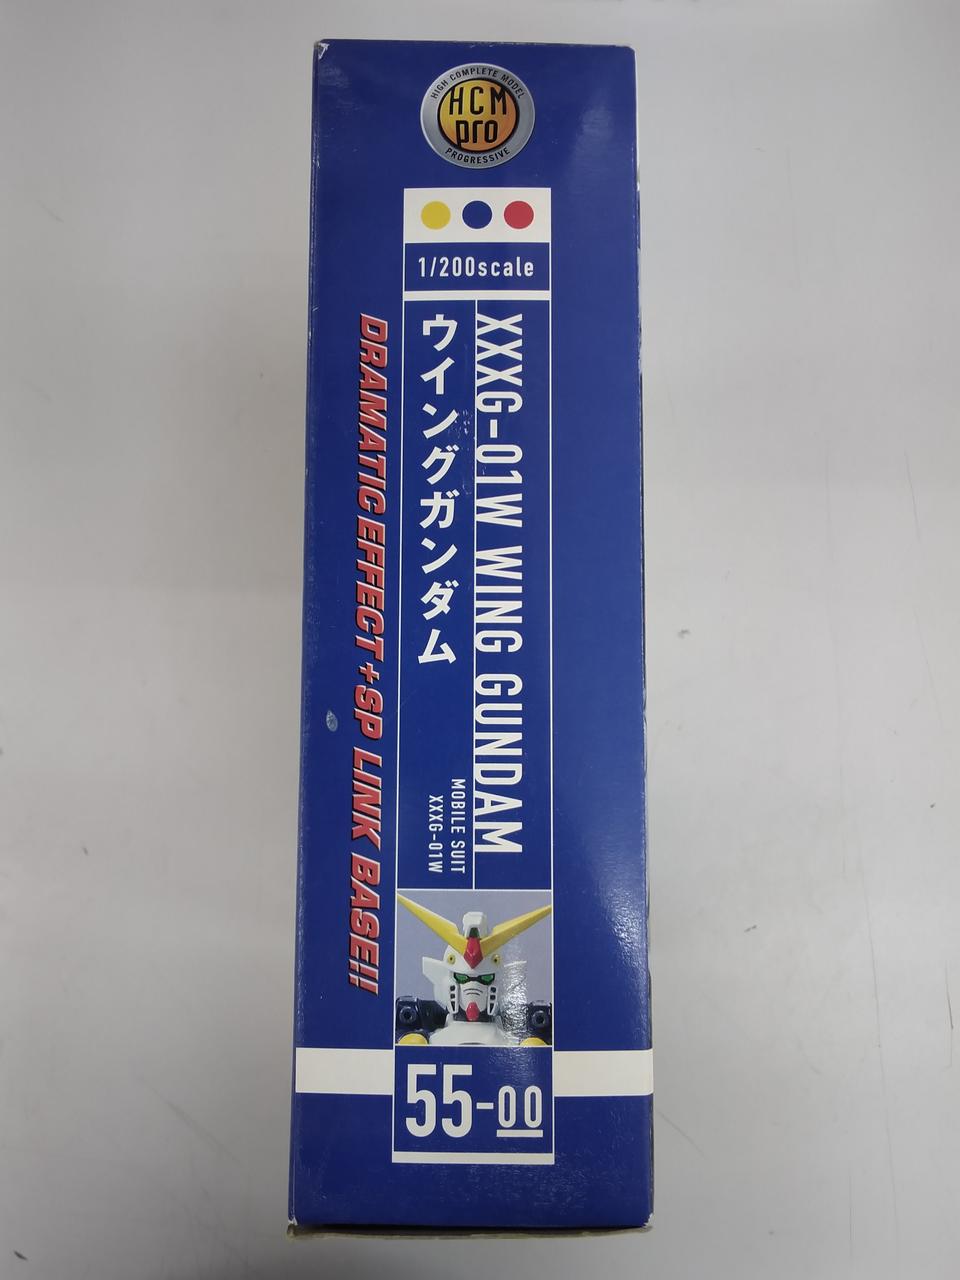 HIGH COMPLETE MODEL
HCM
pro
PROGRESSIVE
1/200scale
XXXG-01W WING GUNDAM
ウイングガンダム
MOBILE SUIT
XXXG-01W
DRAMATIC EFFECT+SP LINK BASE!!
55-00